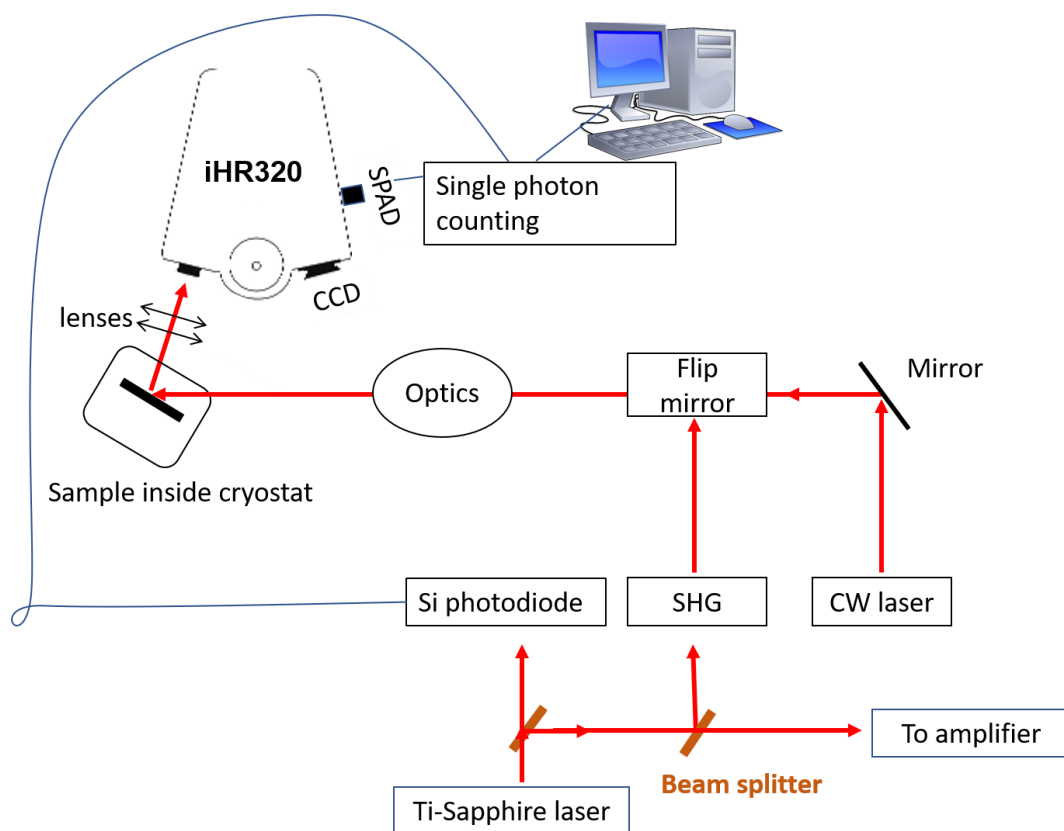 iHR320
SPAD
Single photon
counting
CCD
lenses
Optics
Flip
mirror
Mirror
Sample inside cryostat
Si photodiode
SHG
CW laser
To amplifier
Beam splitter
Ti-Sapphire laser